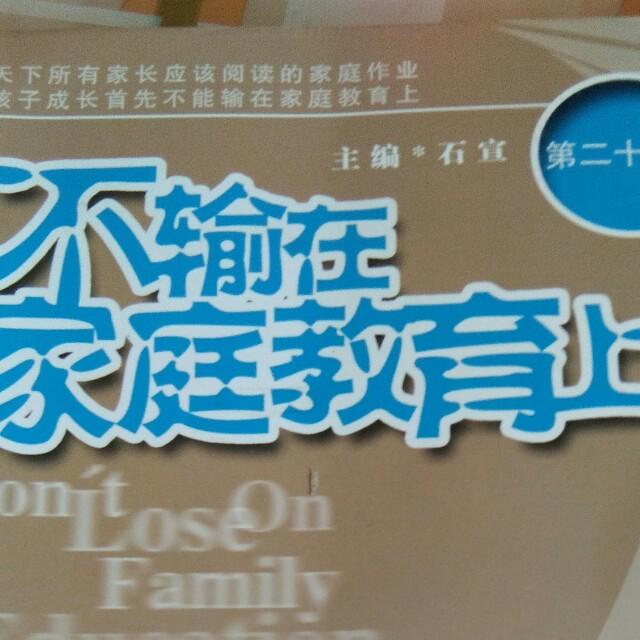 天下所有家长应该阅读的家庭作业
孩子成长首先不能输在家庭教育上
主编*石宣
第二十
不输在
家庭教育上
on't
Lose On
Family
Education